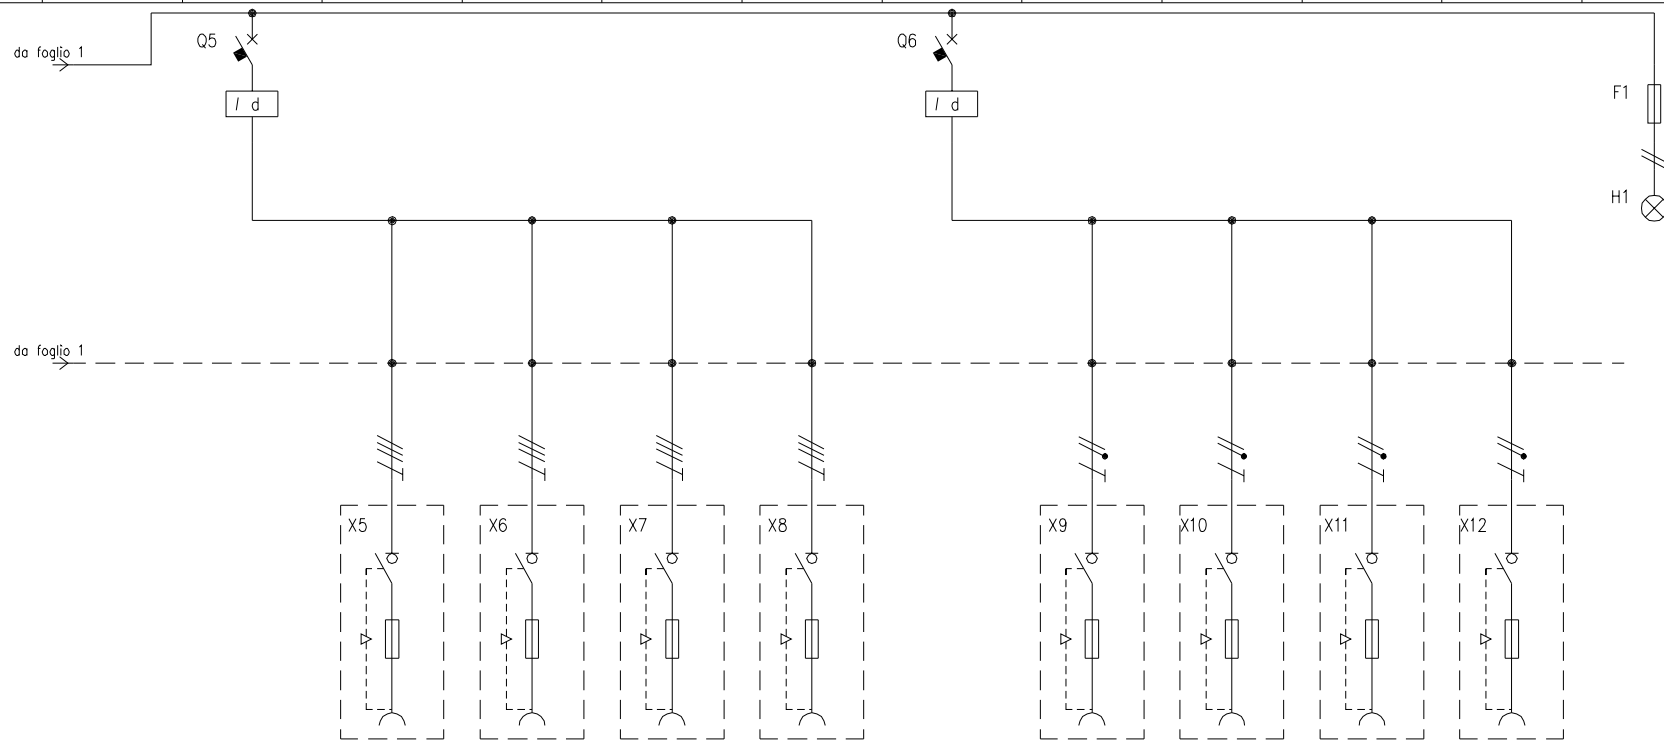 da foglio 1
Q5
Q6
I d
I d
F1
H1
da foglio 1
X5
X6
X7
X8
X9
X10
X11
X12